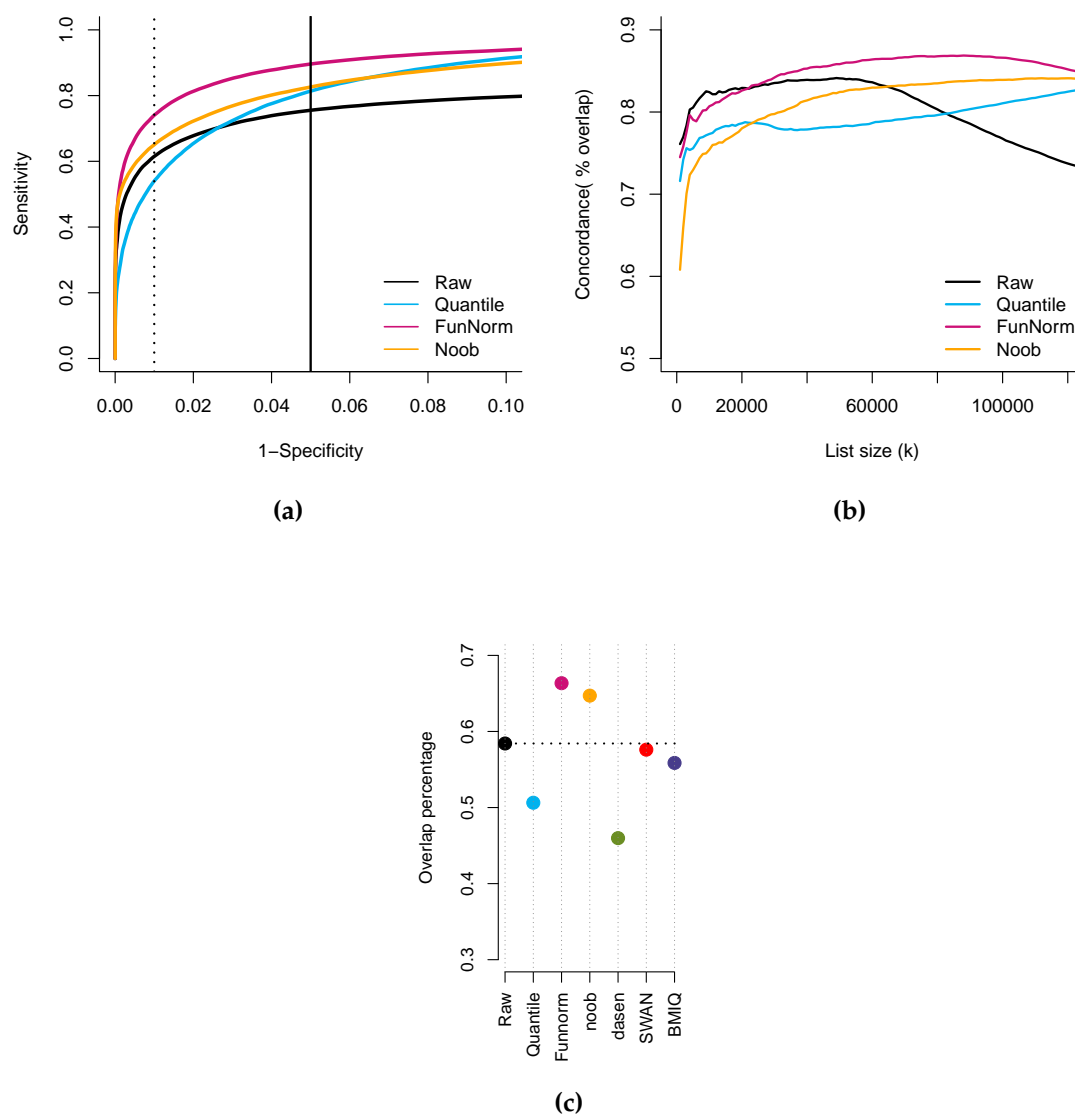 1.0
0.8
0.6
0.4
0.2
0.0
Sensitivity
Raw
Quantile
FunNorm
Noob
0.00 0.02 0.04 0.06 0.08 0.10
1−Specificity
(a)
0.9
0.8
0.7
0.6
0.5
Concordance( % overlap)
Raw
Quantile
FunNorm
Noob
0 20000 60000 100000
List size (k)
(b)
0.7
0.6
0.5
0.4
0.3
Overlap percentage
Raw
Quantile
Funnorm
noob
dasen
SWAN
BMIQ
(c)